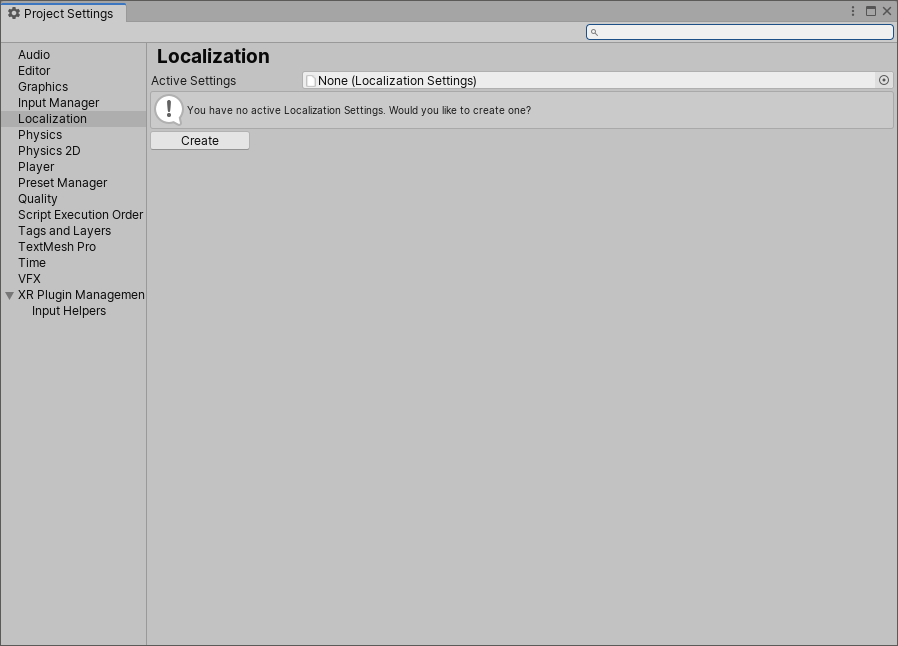 Project Settings
Audio
Editor
Graphics
Input Manager
Localization
Physics
Physics 2D
Player
Preset Manager
Quality
Script Execution Order
Tags and Layers
TextMesh Pro
Time
VFX
XR Plugin Managemen
Input Helpers
Localization
Active Settings None (Localization Settings)
You have no active Localization Settings. Would you like to create one?
Create